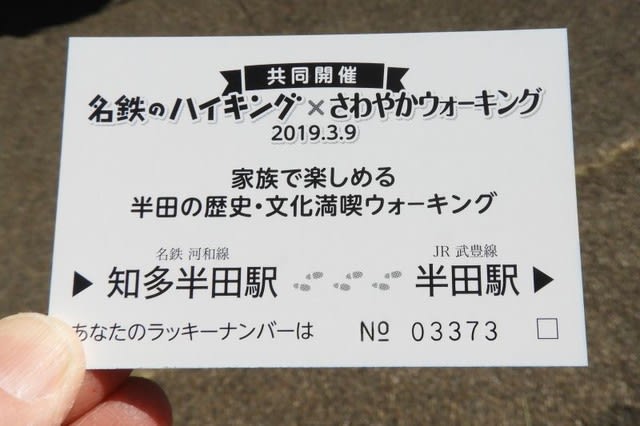 共同開催
名鉄のハイキング×さわやかウォーキング
2019.3.9
家族で楽しめる
半田の歴史・文化満喫ウォーキング
名鉄 河和線 JR 武豊線
▶ 知多半田駅 半田駅 ▶
あなたのラッキーナンバーは № 03373 □